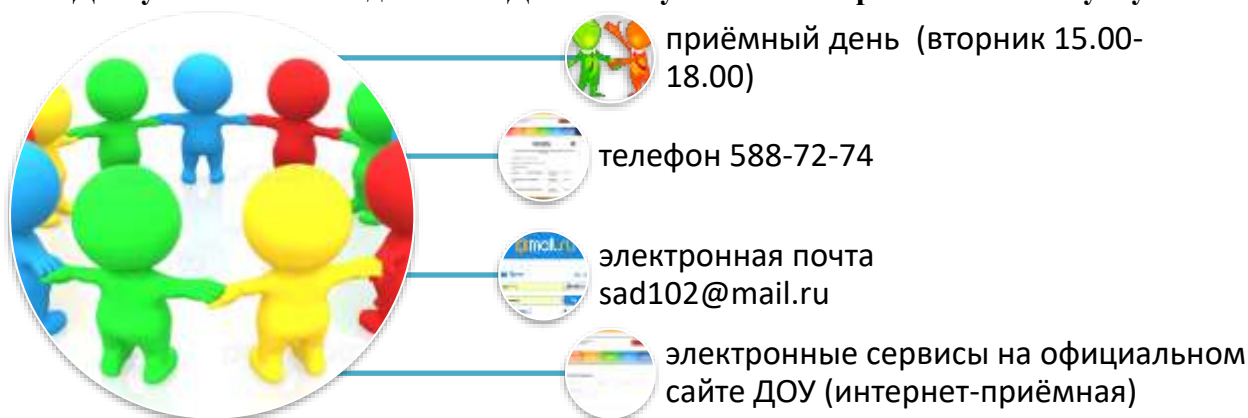 приёмный день (вторник 15.00-
18.00)
телефон 588-72-74
электронная почта
sad102@mail.ru
электронные сервисы на официальном
сайте ДОУ (интернет-приёмная)